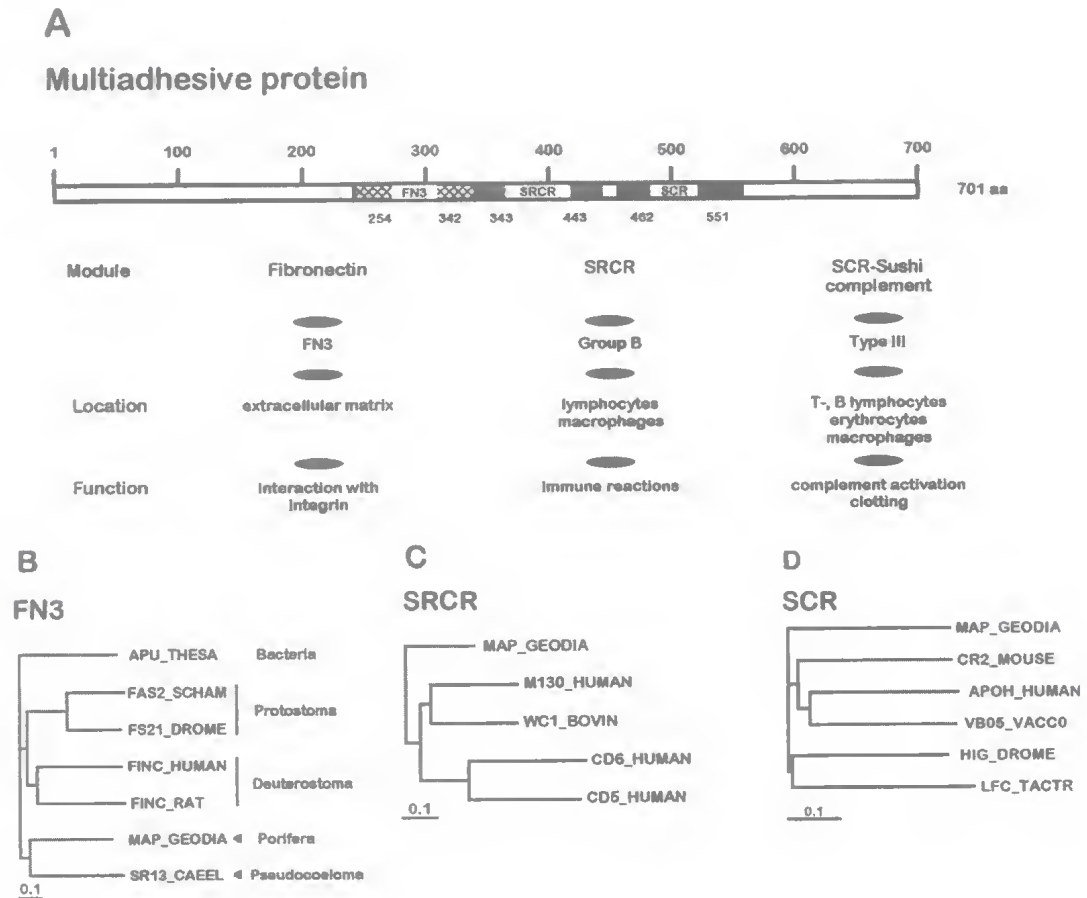 A
Multiadhesive protein
1 100 200 300 400 500 600 700
FN3 SRCR SCR 701 aa
254 342 343 443 462 551
Module Fibronectin SRCR SCR-Sushi
complement
FN3 Group B Type III
Location extracellular matrix lymphocytes
macrophages T-, B lymphocytes
erythrocytes
macrophages
Function Interaction with
Integrin Immune reactions complement activation
clotting
B
FN3
APU_THESA Bacteria
FAS2_SCHAM
Protostoma
FS21_DROME
FINC_HUMAN
Deuterostoma
FINC_RAT
MAP_GEODIA Porifera
SR13_CAEEL Pseudocoeloma
0.1
C
SRCR
MAP_GEODIA
M130_HUMAN
WC1_BOVIN
CD6_HUMAN
CD5_HUMAN
0.1
D
SCR
MAP_GEODIA
CR2_MOUSE
APOH_HUMAN
VB05_VACC0
HIG_DROME
LFC_TACTR
0.1